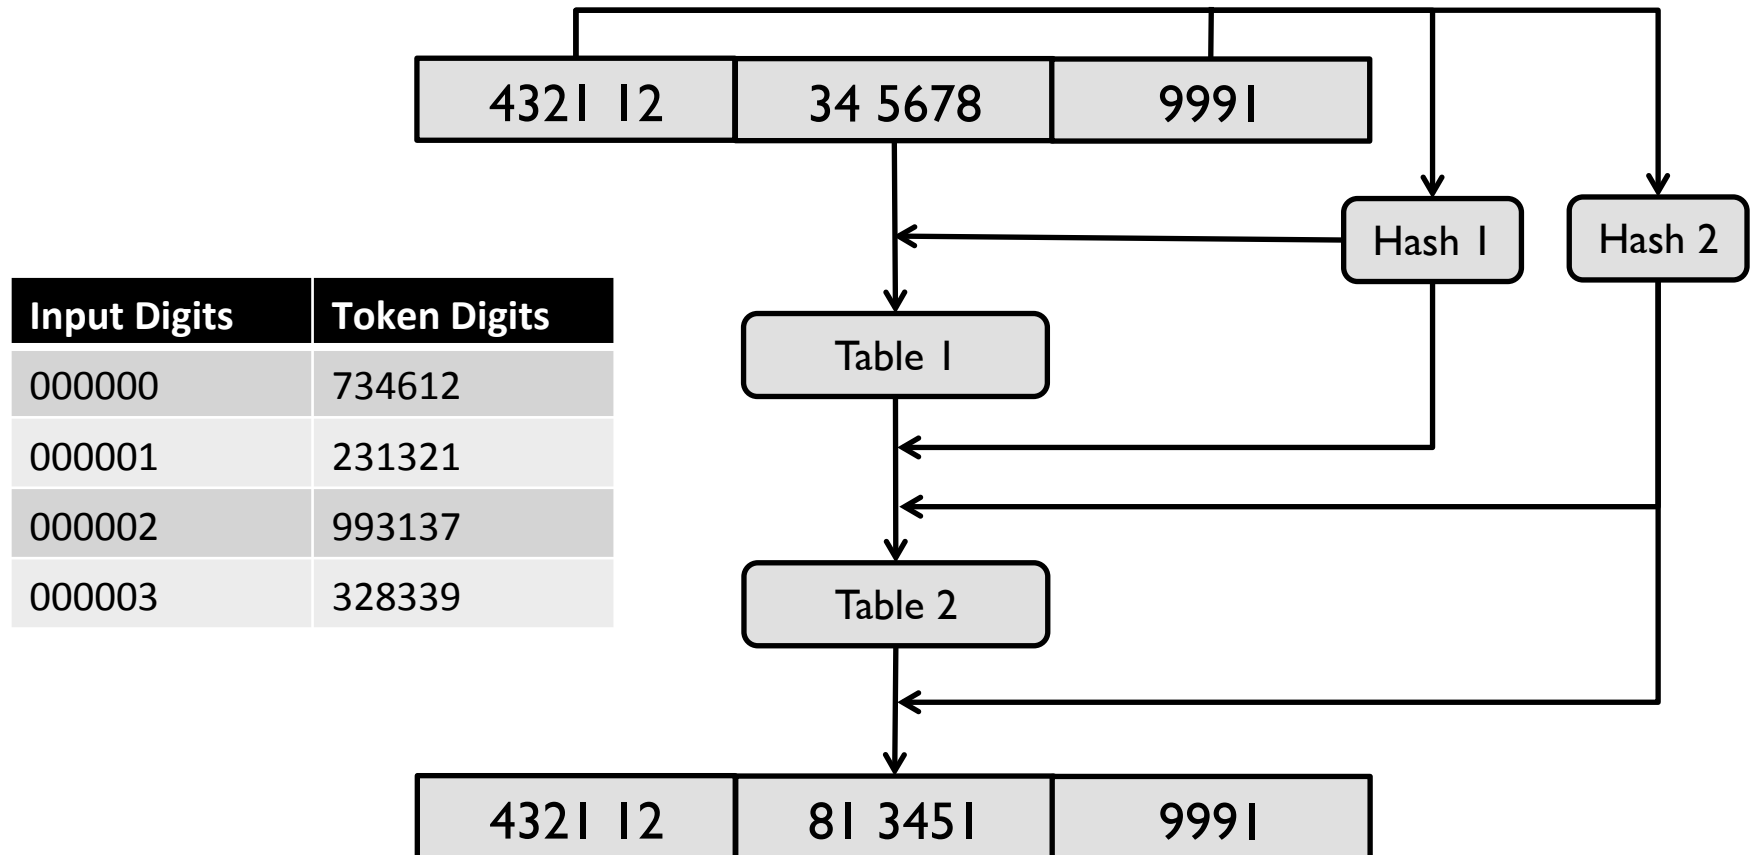 4321 12 34 5678 9991
Hash 1 Hash 2
Input Digits Token Digits
000000 734612
000001 231321
000002 993137
000003 328339
Table 1
Table 2
4321 12 81 3451 9991